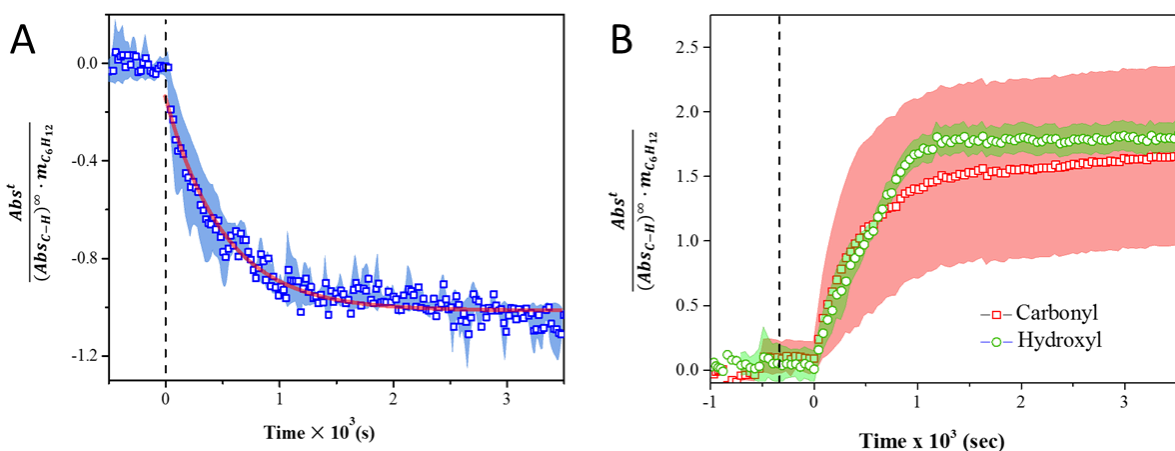 A
0.0
-0.4
-0.8
-1.2
0
1
2
3
Time × 10³(s)
Absᵗ
(Abs_C−H)^∞ · m_C₆H₁₂
B
2.5
2.0
1.5
1.0
0.5
0.0
-1
0
1
2
3
Time x 10³ (sec)
Absᵗ
(Abs_C−H)^∞ · m_C₆H₁₂
Carbonyl
Hydroxyl